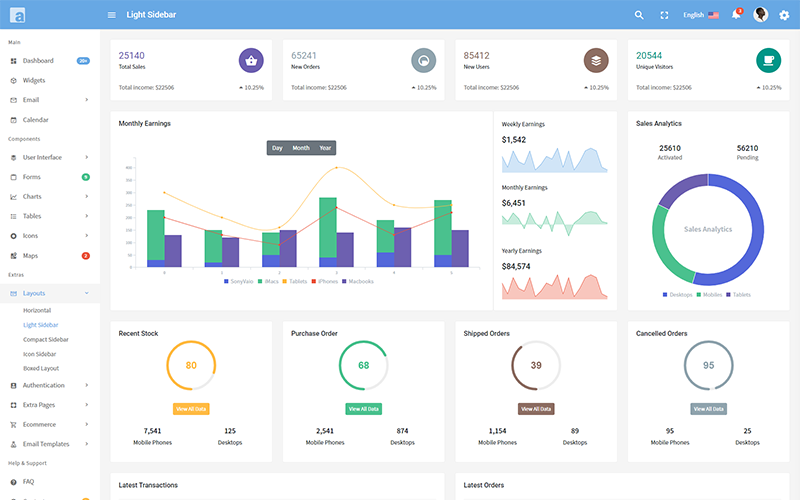 a Light Sidebar English 3
Main
Dashboard 20+
Widgets
Email
Calendar
Components
User Interface
Forms
Charts
Tables
Icons
Maps 2
Extras
Layouts
Horizontal
Light Sidebar
Compact Sidebar
Icon Sidebar
Boxed Layout
Authentication
Extra Pages
Ecommerce
Email Templates
Help & Support
FAQ
25140
Total Sales
Total income: $22506 10.25%
65241
New Orders
Total income: $22506 10.25%
85412
New Users
Total income: $22506 10.25%
20544
Unique Visitors
Total income: $22506 10.25%
Monthly Earnings
Day Month Year
400
350
300
250
200
150
100
50
0
0 1 2 3 4 5
SonyVaio iMacs Tablets iPhones Macbooks
Weekly Earnings
$1,542
Monthly Earnings
$6,451
Yearly Earnings
$84,574
Sales Analytics
25610 56210
Activated Pending
Sales Analytics
Desktops Mobiles Tablets
Recent Stock
80
View All Data
7,541 125
Mobile Phones Desktops
Purchase Order
68
View All Data
2,541 874
Mobile Phones Desktops
Shipped Orders
39
View All Data
1,154 89
Mobile Phones Desktops
Cancelled Orders
95
View All Data
95 25
Mobile Phones Desktops
Latest Transactions
Latest Orders